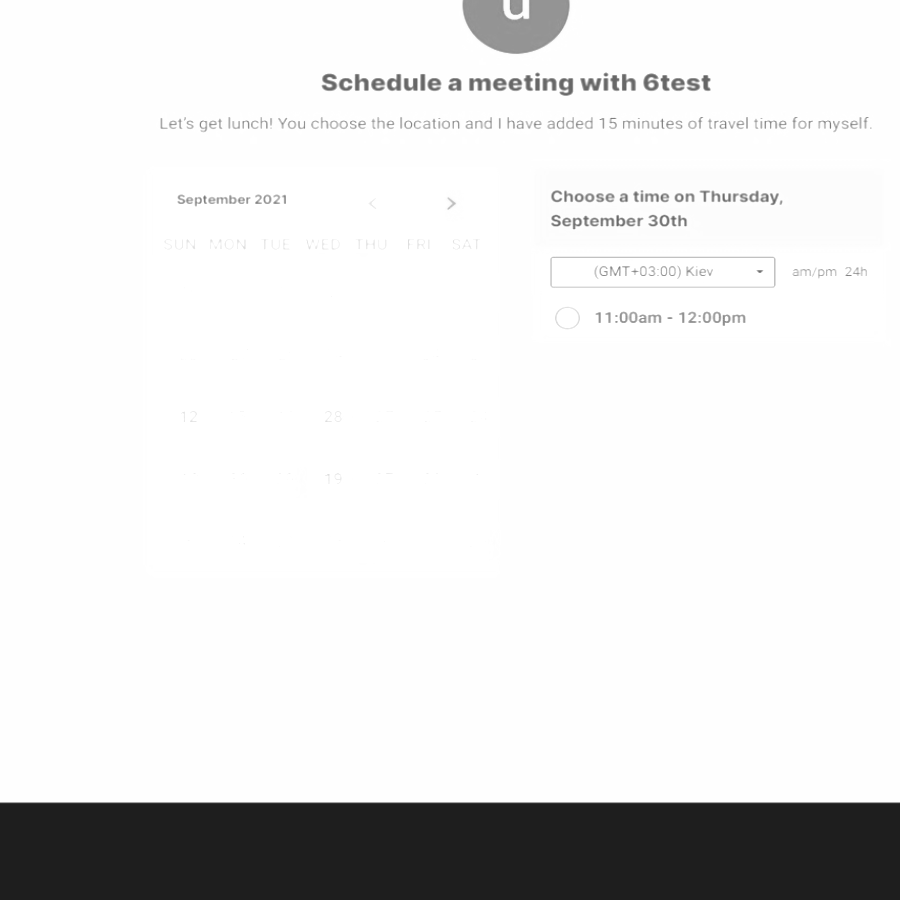 u
Schedule a meeting with 6test
Let's get lunch! You choose the location and I have added 15 minutes of travel time for myself.
September 2021
SUN MON TUE WED THU FRI SAT
12 28
19
Choose a time on Thursday,
September 30th
(GMT+03:00) Kiev
am/pm 24h
11:00am - 12:00pm